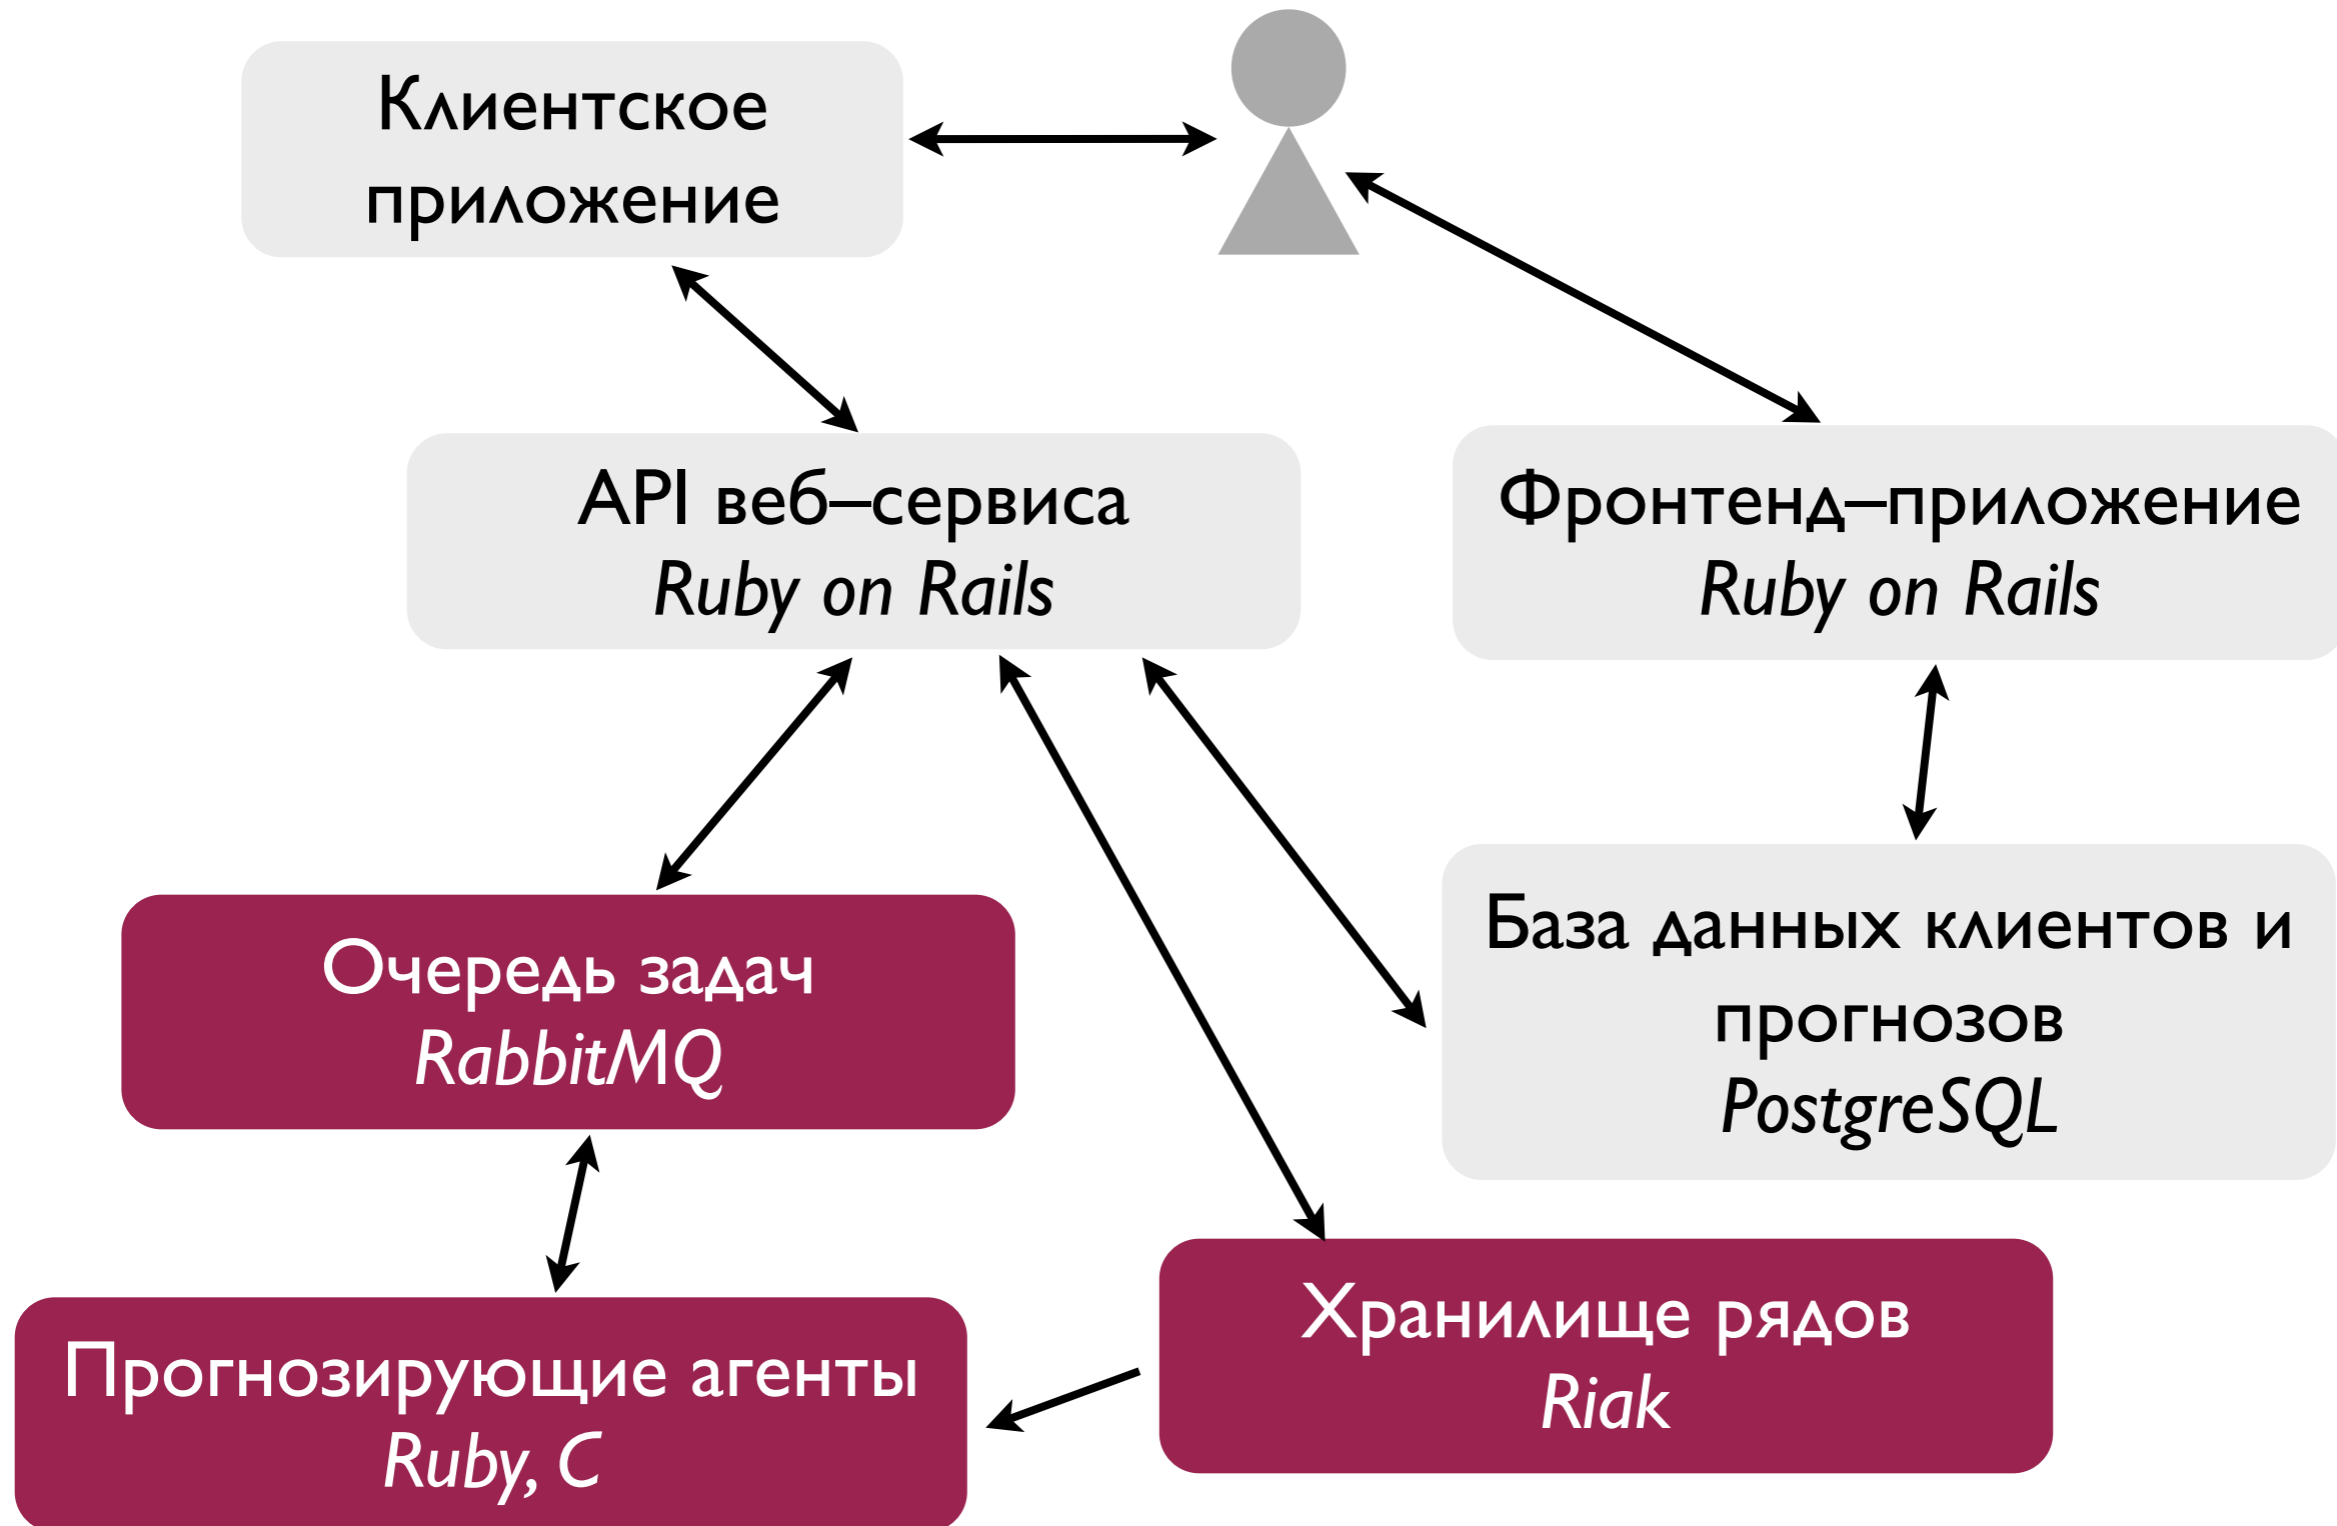 Клиентское
приложение
API веб–сервиса
Ruby on Rails
Фронтенд–приложение
Ruby on Rails
Очередь задач
RabbitMQ
База данных клиентов и
прогнозов
PostgreSQL
Прогнозирующие агенты
Ruby, C
Хранилище рядов
Riak